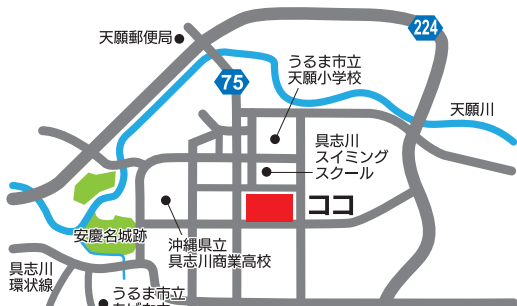 天願郵便局
224
うるま市立
天願小学校
75
天願川
具志川
スイミング
スクール
ココ
安慶名城跡
沖縄県立
具志川商業高校
具志川
環状線
うるま市立